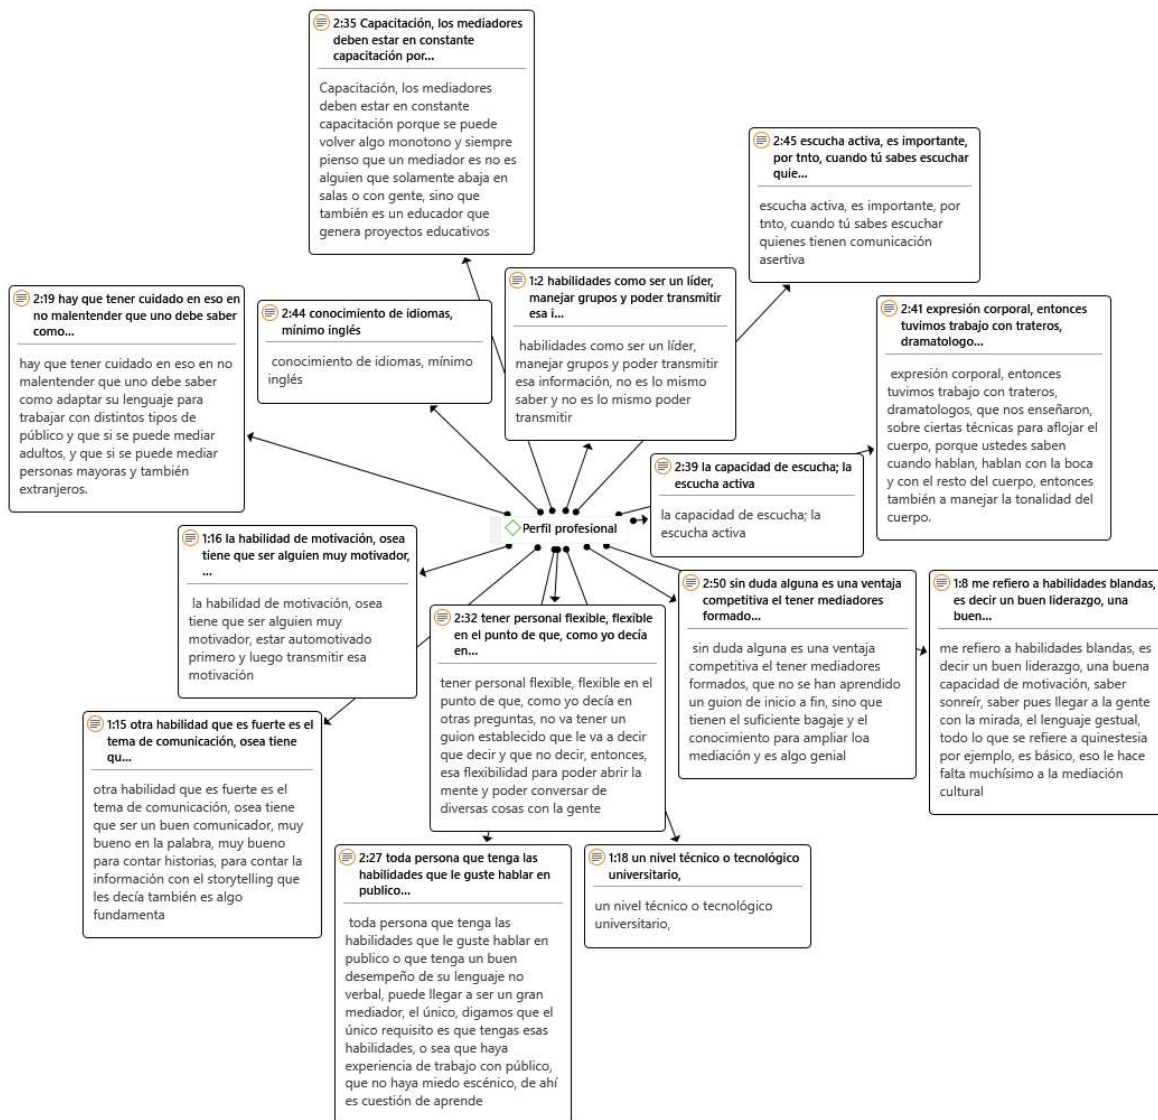 2:35 Capacitación, los mediadores
deben estar en constante
capacitación por...
Capacitación, los mediadores
deben estar en constante
capacitación porque se puede
volver algo monotono y siempre
pienso que un mediador es no es
alguien que solamente abaja en
salas o con gente, sino que
también es un educador que
genera proyectos educativos
2:45 escucha activa, es importante,
por tnto, cuando tú sabes escuchar
quie...
escucha activa, es importante, por
tnto, cuando tú sabes escuchar
quienes tienen comunicación
asertiva
2:19 hay que tener cuidado en eso en
no malentender que uno debe saber
como...
hay que tener cuidado en eso en no
malentender que uno debe saber
como adaptar su lenguaje para
trabajar con distintos tipos de
público y que si se puede mediar
adultos, y que si se puede mediar
personas mayores y también
extranjeros.
2:44 conocimiento de idiomas,
mínimo inglés
conocimiento de idiomas, mínimo
inglés
1:2 habilidades como ser un líder,
manejar grupos y poder transmitir
esa i...
habilidades como ser un líder,
manejar grupos y poder transmitir
esa información, no es lo mismo
saber y no es lo mismo poder
transmitir
2:41 expresión corporal, entonces
tuvimos trabajo con trateros,
dramatologo...
expresión corporal, entonces
tuvimos trabajo con trateros,
dramatologos, que nos enseñaron,
sobre ciertas técnicas para aflojar el
cuerpo, porque ustedes saben
cuando hablan, hablan con la boca
y con el resto del cuerpo, entonces
también a manejar la tonalidad del
cuerpo.
2:39 la capacidad de escucha; la
escucha activa
la capacidad de escucha; la
escucha activa
Perfil profesional
1:16 la habilidad de motivación, osea
tiene que ser alguien muy motivador,
...
la habilidad de motivación, osea
tiene que ser alguien muy
motivador, estar automotivado
primero y luego transmitir esa
motivación
2:32 tener personal flexible, flexible
en el punto de que, como yo decía
en...
tener personal flexible, flexible en el
punto de que, como yo decía en
otras preguntas, no va tener un
guion establecido que le va a decir
que decir y que no decir, entonces,
esa flexibilidad para poder abrir la
mente y poder conversar de
diversas cosas con la gente
2:50 sin duda alguna es una ventaja
competitiva el tener mediadores
formado...
sin duda alguna es una ventaja
competitiva el tener mediadores
formados, que no se han aprendido
un guion de inicio a fin, sino que
tienen el suficiente bagaje y el
conocimiento para ampliar loa
mediación y es algo genial
1:8 me refiero a habilidades blandas,
es decir un buen liderazgo, una
buen...
me refiero a habilidades blandas, es
decir un buen liderazgo, una buena
capacidad de motivación, saber
sonreír, saber pues llegar a la gente
con la mirada, el lenguaje gestual,
todo lo que se refiere a quinestesia
por ejemplo, es básico, eso le hace
falta muchísimo a la mediación
cultural
1:15 otra habilidad que es fuerte es el
tema de comunicación, osea tiene
qu...
otra habilidad que es fuerte es el
tema de comunicación, osea tiene
que ser un buen comunicador, muy
bueno en la palabra, muy bueno
para contar historias, para contar la
información con el storytelling que
les decía también es algo
fundamenta
2:27 toda persona que tenga las
habilidades que le guste hablar en
publico...
toda persona que tenga las
habilidades que le guste hablar en
publico o que tenga un buen
desempeño de su lenguaje no
verbal, puede llegar a ser un gran
mediador, el único, digamos que el
único requisito es que tengas esas
habilidades, o sea que haya
experiencia de trabajo con público,
que no haya miedo escénico, de ahí
es cuestión de aprende
1:18 un nivel técnico o tecnológico
universitario,
un nivel técnico o tecnológico
universitario,